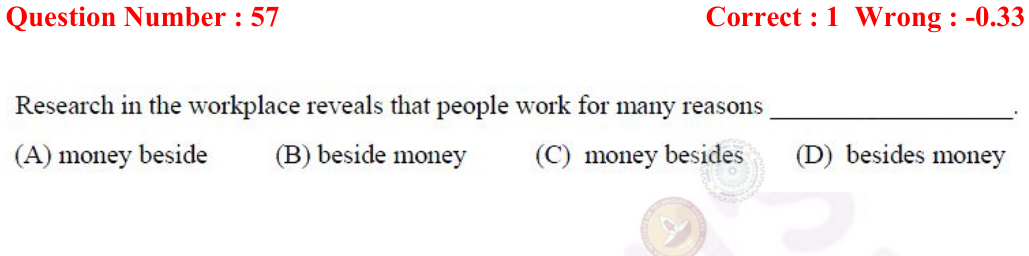 Question Number : 57 Correct : 1 Wrong : -0.33
Research in the workplace reveals that people work for many reasons ____________________.
(A) money beside (B) beside money (C) money besides (D) besides money